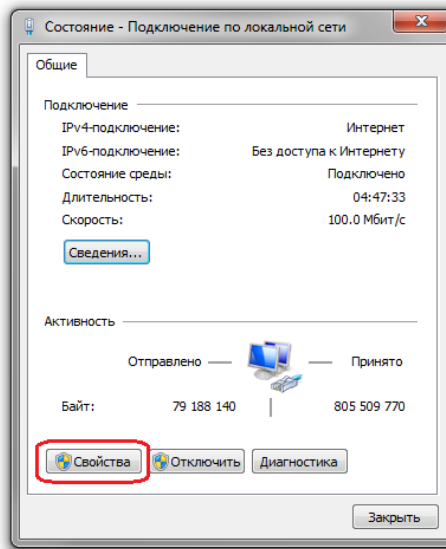 Состояние - Подключение по локальной сети
Общие
Подключение
IPv4-подключение: Интернет
IPv6-подключение: Без доступа к Интернету
Состояние среды: Подключено
Длительность: 04:47:33
Скорость: 100.0 Мбит/с
Сведения...
Активность
Отправлено — — Принято
Байт: 79 188 140 | 805 509 770
Свойства Отключить Диагностика
Закрыть